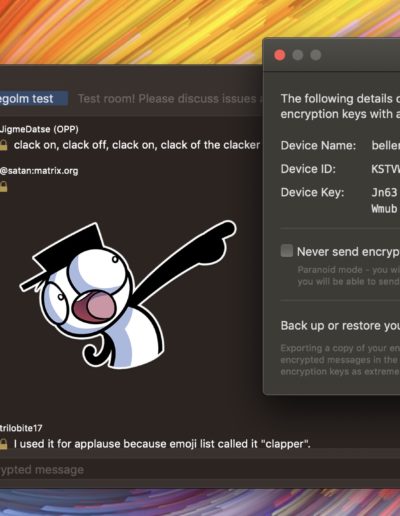 egolm test
Test room! Please discuss issues a
JigmeDatse (OPP)
clack on, clack off, clack on, clack of the clacker
@satan:matrix.org
trilobite17
I used it for applause because emoji list called it "clapper".
rypted message
The following details
encryption keys with a
Device Name: beller
Device ID: KSTVW
Device Key: Jn63
Wmub
Never send encryp
Paranoid mode – you wi
you will be able to send
Back up or restore you
Exporting a copy of your en
encrypted messages in the
encryption keys as extreme